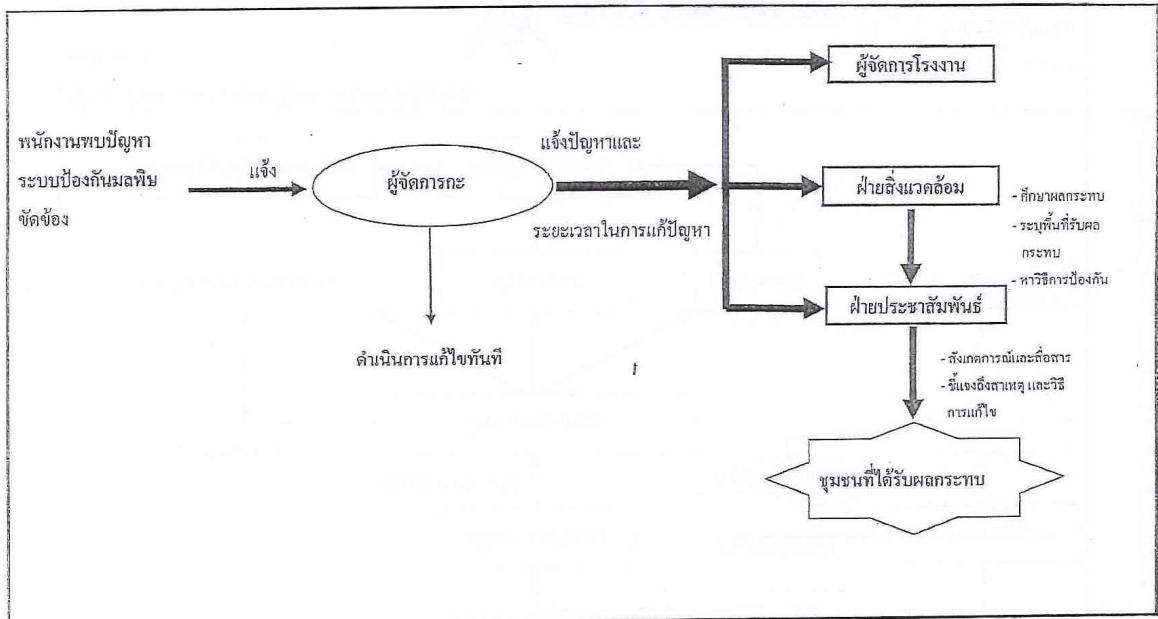 พนักงานพบปัญหา
ระบบป้องกันมลพิษ
ขัดข้อง
แจ้ง
ผู้จัดการกะ
ดำเนินการแก้ไขทันที
แจ้งปัญหาและ
ระยะเวลาในการแก้ปัญหา
ผู้จัดการโรงงาน
ฝ่ายสิ่งแวดล้อม
- ศึกษาผลกระทบ
- ระบุพื้นที่รับผล
กระทบ
- หาวิธีการป้องกัน
ฝ่ายประชาสัมพันธ์
- สังเกตการณ์และสื่อสาร
- ชี้แจงถึงสาเหตุ และวิธี
การแก้ไข
ชุมชนที่ได้รับผลกระทบ